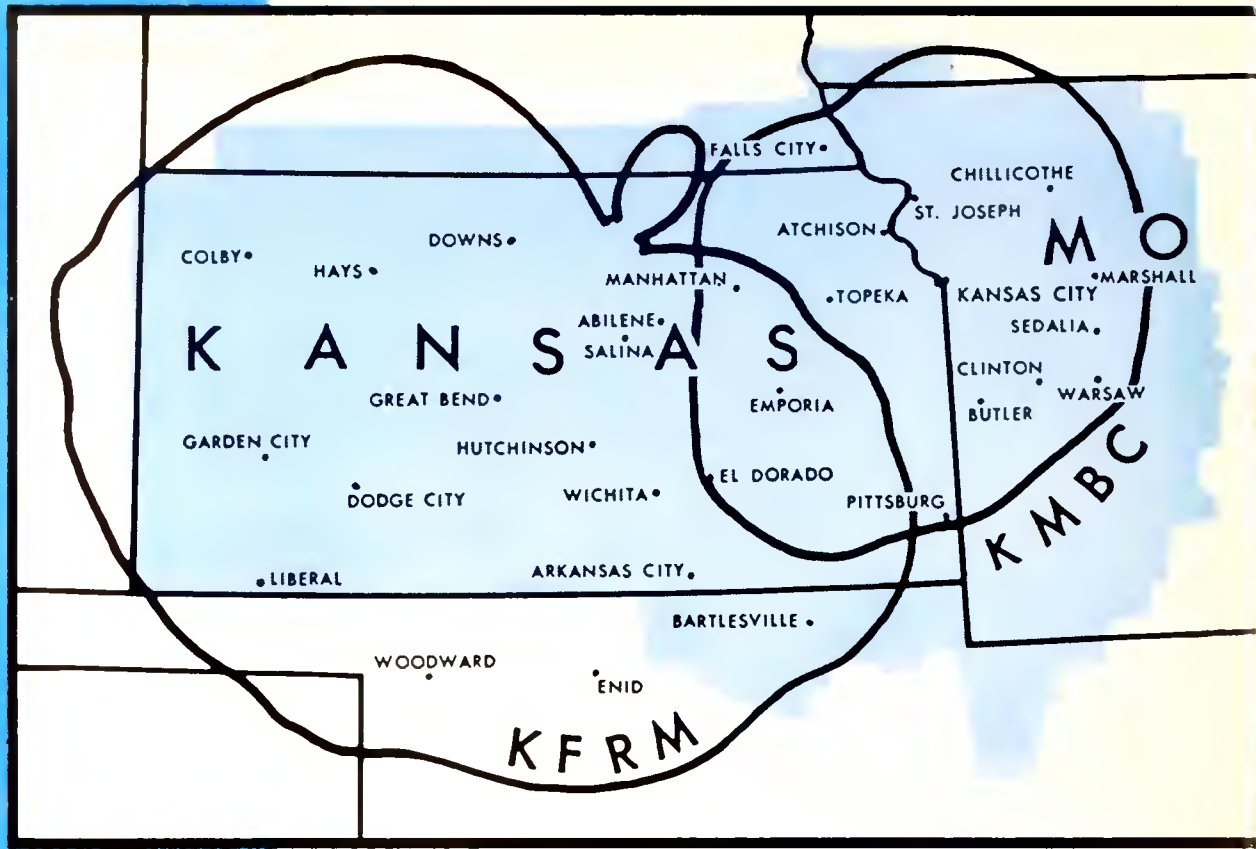 FALLS CITY
CHILLICOTHE
ST. JOSEPH
ATCHISON
DOWNS
COLBY
HAYS
M O
MANHATTAN
TOPEKA
KANSAS CITY
MARSHALL
ABILENE
SALINA
SEDALIA
K A N S A S
CLINTON
WARSAW
BUTLER
GREAT BEND
EMPORIA
GARDEN CITY
HUTCHINSON
EL DORADO
DODGE CITY
WICHITA
PITTSBURG
KMBC
LIBERAL
ARKANSAS CITY
BARTLESVILLE
WOODWARD
ENID
KFRM